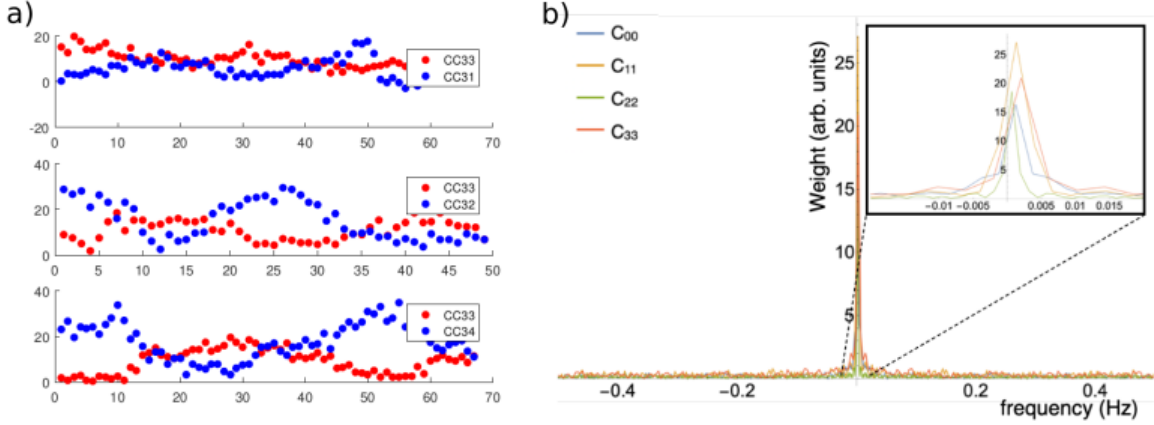 a)
20
0
-20
0 10 20 30 40 50 60 70
CC33
CC31
40
20
0
0 5 10 15 20 25 30 35 40 45 50
CC33
CC32
40
20
0
0 10 20 30 40 50 60 70
CC33
CC34
b)
C00
C11
C22
C33
Weight (arb. units)
25
20
15
10
5
−0.4 −0.2 0.2 0.4
frequency (Hz)
25
20
15
10
5
−0.01 −0.005 0.005 0.01 0.015